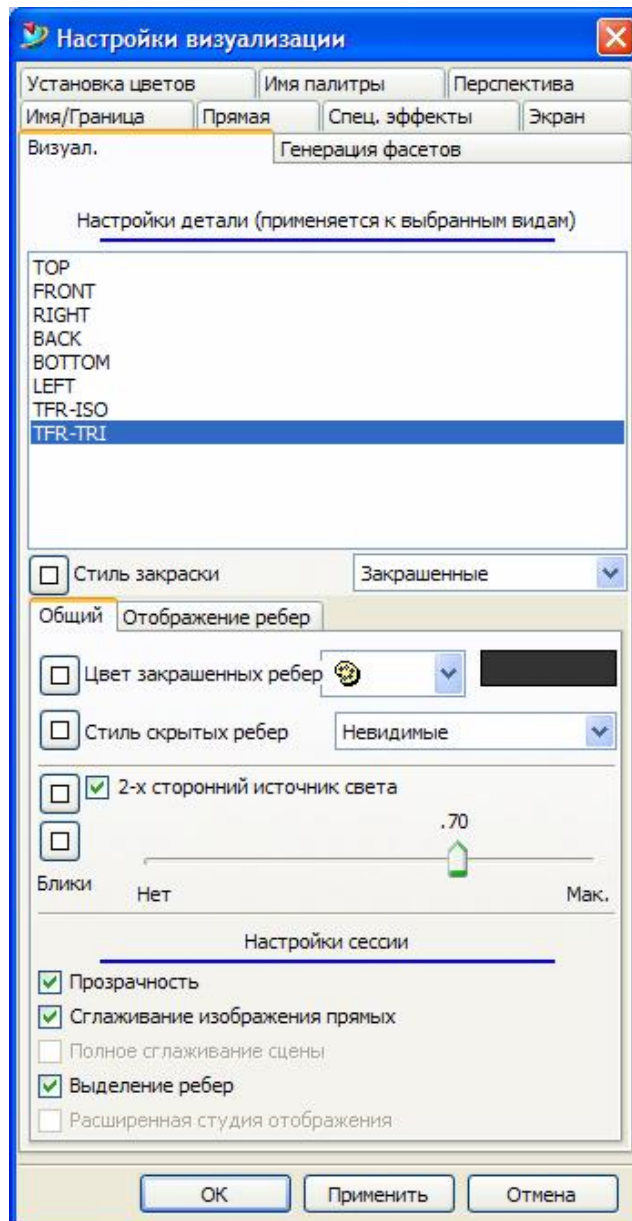 Настройки визуализации
Установка цветов Имя палитры Перспектива
Имя/Граница Прямая Спец. эффекты Экран
Визуал. Генерация фасетов
Настройки детали (применяется к выбранным видам)
TOP
FRONT
RIGHT
BACK
BOTTOM
LEFT
TFR-ISO
TFR-TRI
Стиль закраски Закрашенные
Общий Отображение ребер
Цвет закрашенных ребер
Стиль скрытых ребер Невидимые
2-х сторонний источник света
.70
Блики Нет Мак.
Настройки сессии
Прозрачность
Сглаживание изображения прямых
Полное сглаживание сцены
Выделение ребер
Расширенная студия отображения
ОК Применить Отмена